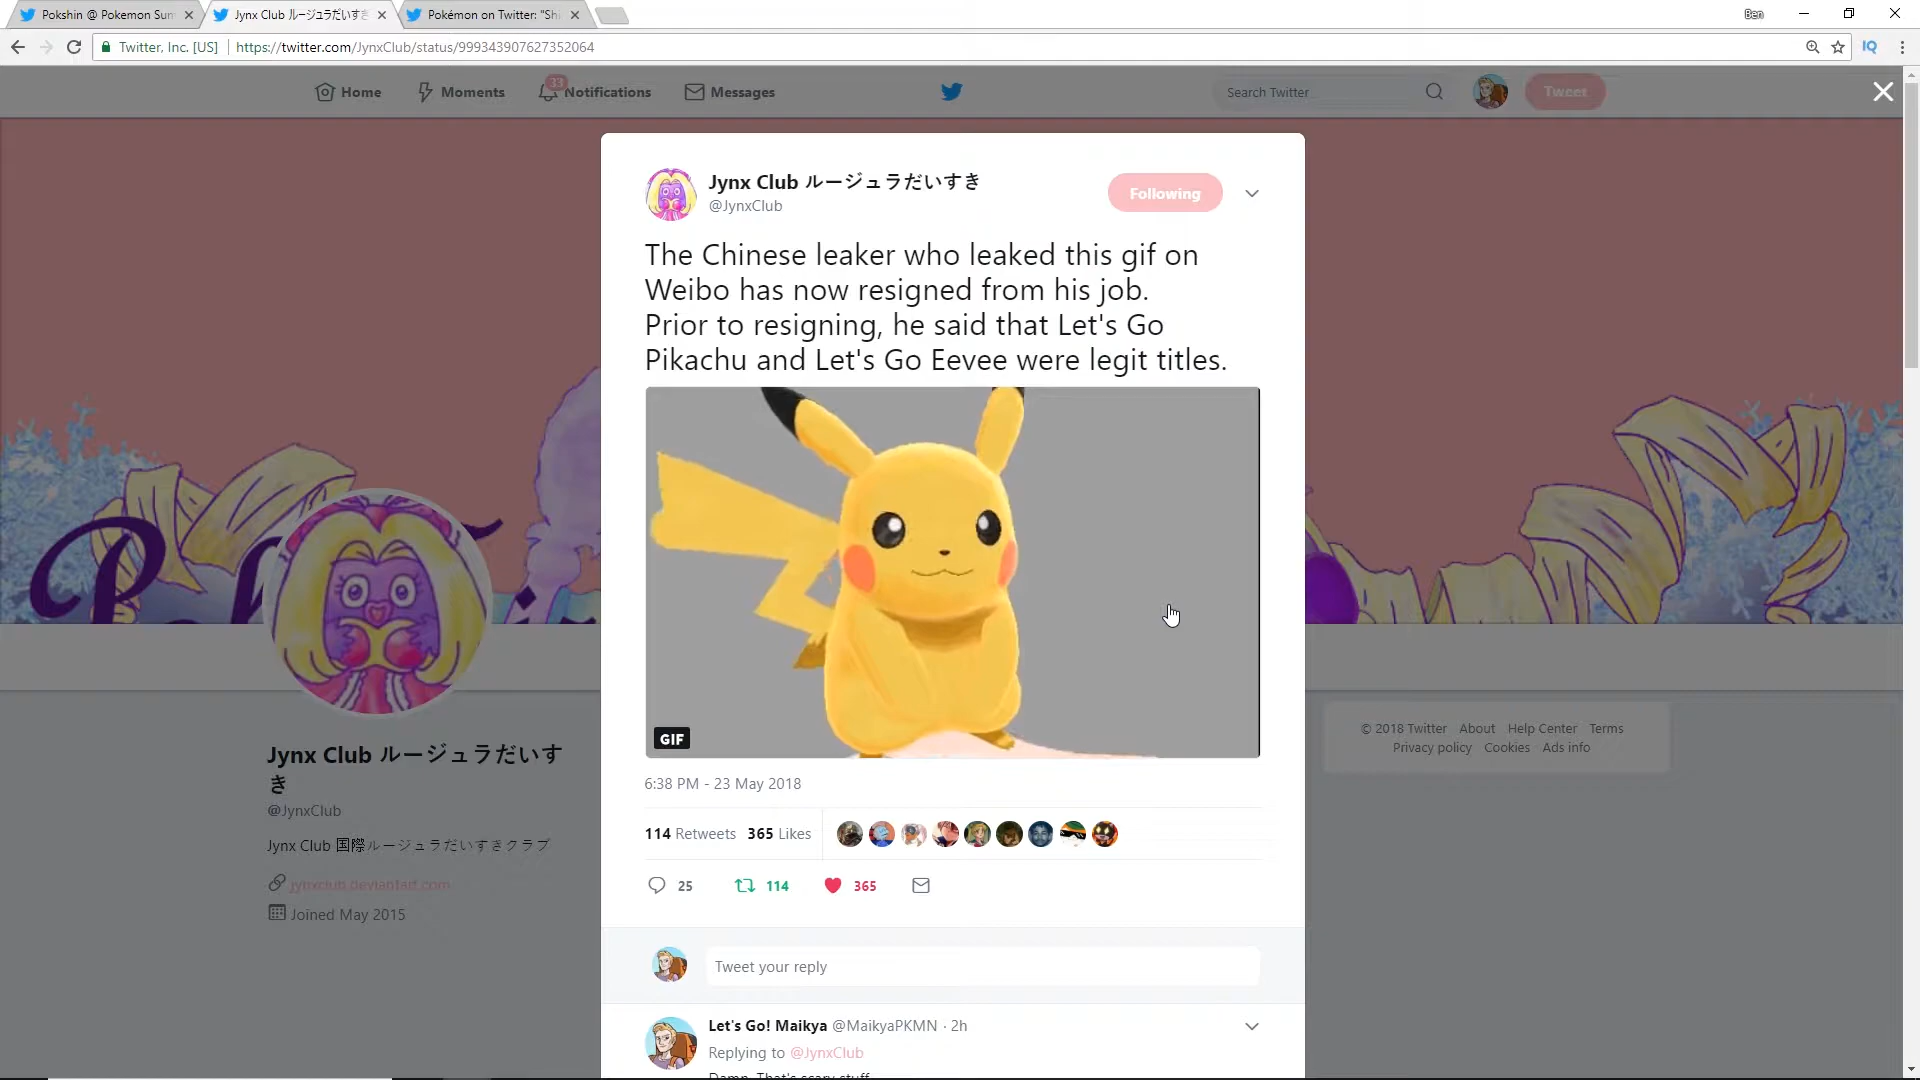 Pokshin @ Pokemon Sun
Jynx Club ルージュラだいすき
Pokémon on Twitter: "Sh
Ben
Twitter, Inc. [US]
https://twitter.com/JynxClub/status/999343907627352064
IQ
Home
Moments
33
Notifications
Messages
Search Twitter
Tweet
Jynx Club ルージュラだいすき
@JynxClub
Following
The Chinese leaker who leaked this gif on
Weibo has now resigned from his job.
Prior to resigning, he said that Let's Go
Pikachu and Let's Go Eevee were legit titles.
GIF
6:38 PM - 23 May 2018
114 Retweets 365 Likes
25 114 365
Tweet your reply
Let's Go! Maikya @MaikyaPKMN · 2h
Replying to @JynxClub
Damn. That's scary stuff
Jynx Club ルージュラだいす
き
@JynxClub
Jynx Club 国際ルージュラだいすきクラブ
jynxclub.deviantart.com
Joined May 2015
© 2018 Twitter About Help Center Terms
Privacy policy Cookies Ads info